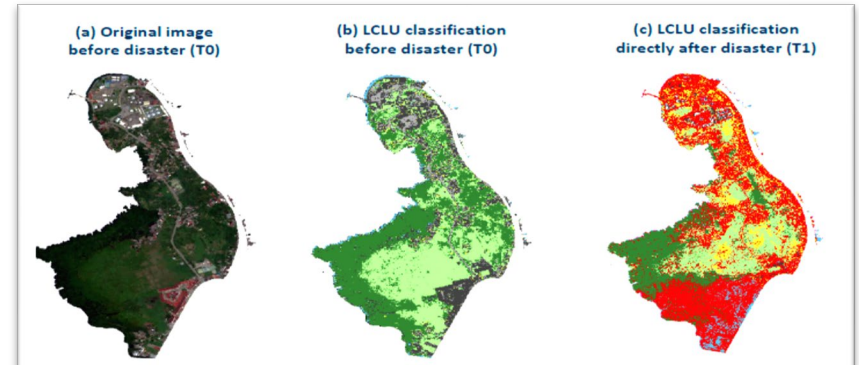 (a) Original image
before disaster (T0)
(b) LCLU classification
before disaster (T0)
(c) LCLU classification
directly after disaster (T1)